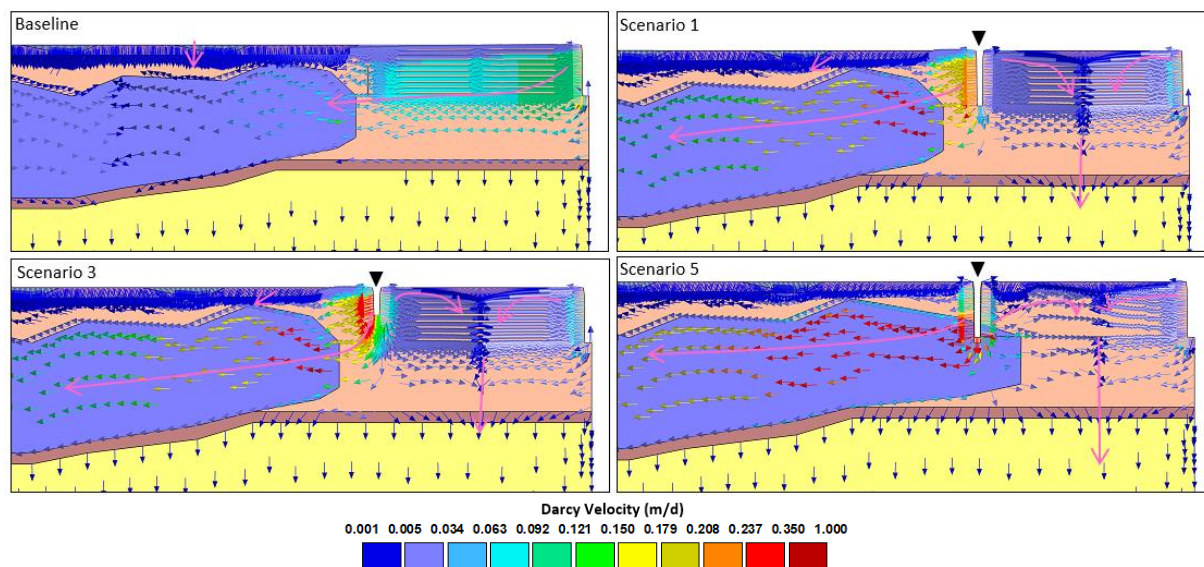 Baseline
Scenario 1
Scenario 3
Scenario 5
Darcy Velocity (m/d)
0.001 0.005 0.034 0.063 0.092 0.121 0.150 0.179 0.208 0.237 0.350 1.000